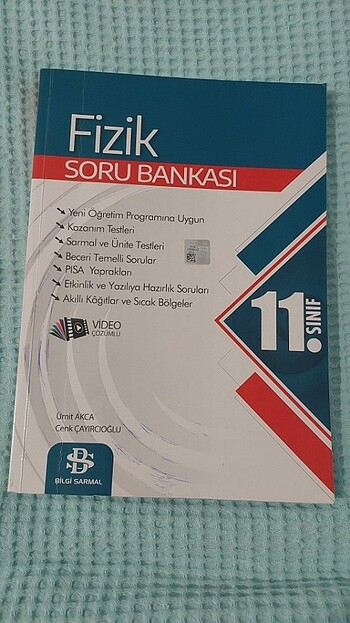 Fizik
SORU BANKASI
Yeni Öğretim Programına Uygun
Kazanım Testleri
Sarmal ve Ünite Testleri
Beceri Temelli Sorular
PISA Yaprakları
Etkinlik ve Yazılıya Hazırlık Soruları
Akıllı Kâğıtlar ve Sıcak Bölgeler
11. SINIF
VİDEO
ÇÖZÜMLÜ
Ümit AKCA
Cenk ÇAYIRCIOĞLU
BİLGİ SARMAL